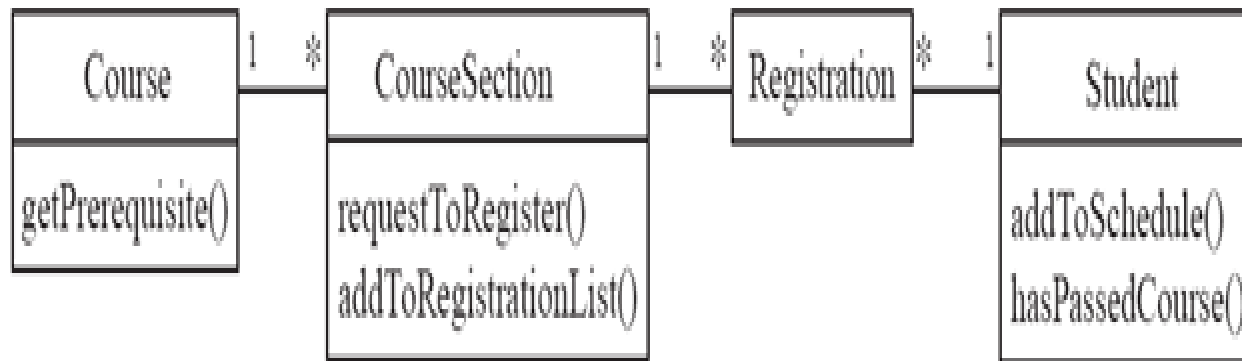 Course
getPrerequisite()
1 *
CourseSection
requestToRegister()
addToRegistrationList()
1 *
Registration
* 1
Student
addToSchedule()
hasPassedCourse()